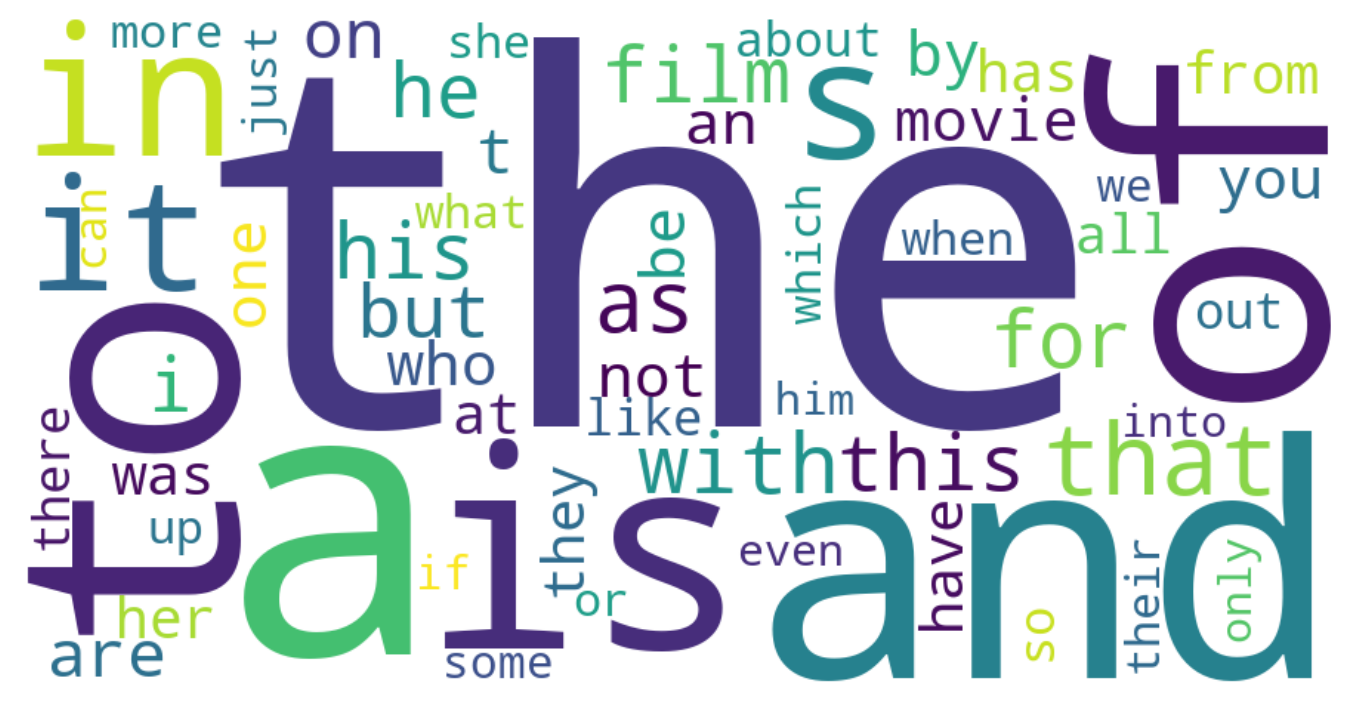 the
a
and
of
to
is
in
s
it
that
with
this
for
as
film
his
but
he
on
by
movie
from
has
you
are
not
who
be
an
one
at
was
all
have
about
she
more
just
t
what
which
when
we
out
i
can
like
him
into
there
up
her
if
they
or
some
even
so
their
only